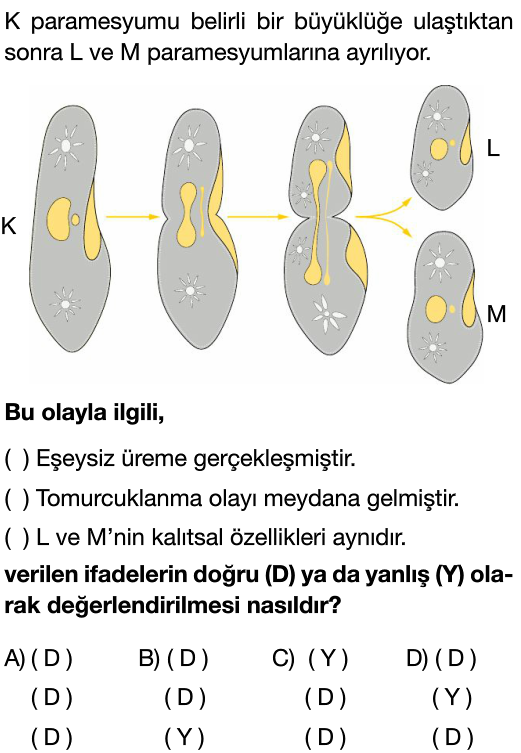 K paramesyumu belirli bir büyüklüğe ulaştıktan
sonra L ve M paramesyumlarına ayrılıyor.
K
L
M
Bu olayla ilgili,
( ) Eşeysiz üreme gerçekleşmiştir.
( ) Tomurcuklanma olayı meydana gelmiştir.
( ) L ve M’nin kalıtsal özellikleri aynıdır.
verilen ifadelerin doğru (D) ya da yanlış (Y) ola-
rak değerlendirilmesi nasıldır?
A) ( D ) B) ( D ) C) ( Y ) D) ( D )
( D ) ( D ) ( D ) ( Y )
( D ) ( Y ) ( D ) ( D )